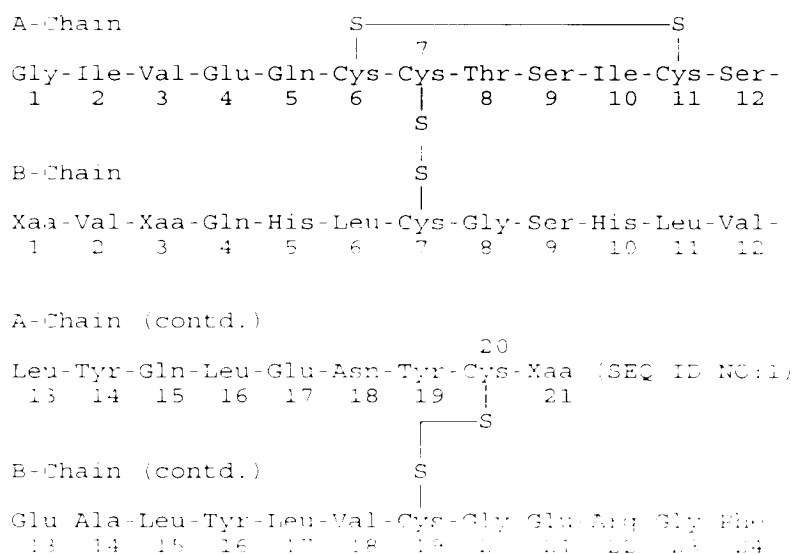 A-Chain
S S
7
Gly-Ile-Val-Glu-Gln-Cys-Cys-Thr-Ser-Ile-Cys-Ser-
1 2 3 4 5 6 8 9 10 11 12
S
B-Chain S
Xaa-Val-Xaa-Gln-His-Leu-Cys-Gly-Ser-His-Leu-Val-
1 2 3 4 5 6 7 8 9 10 11 12
A-Chain (contd.)
20
Leu-Tyr-Gln-Leu-Glu-Asn-Tyr-Cys-Xaa (SEQ ID NO:1)
13 14 15 16 17 18 19 21
S
B-Chain (contd.) S
Glu Ala-Leu-Tyr-Leu-Val-Cys-Gly Glu-Arg Gly Phe
13 14 15 16 17 18 19